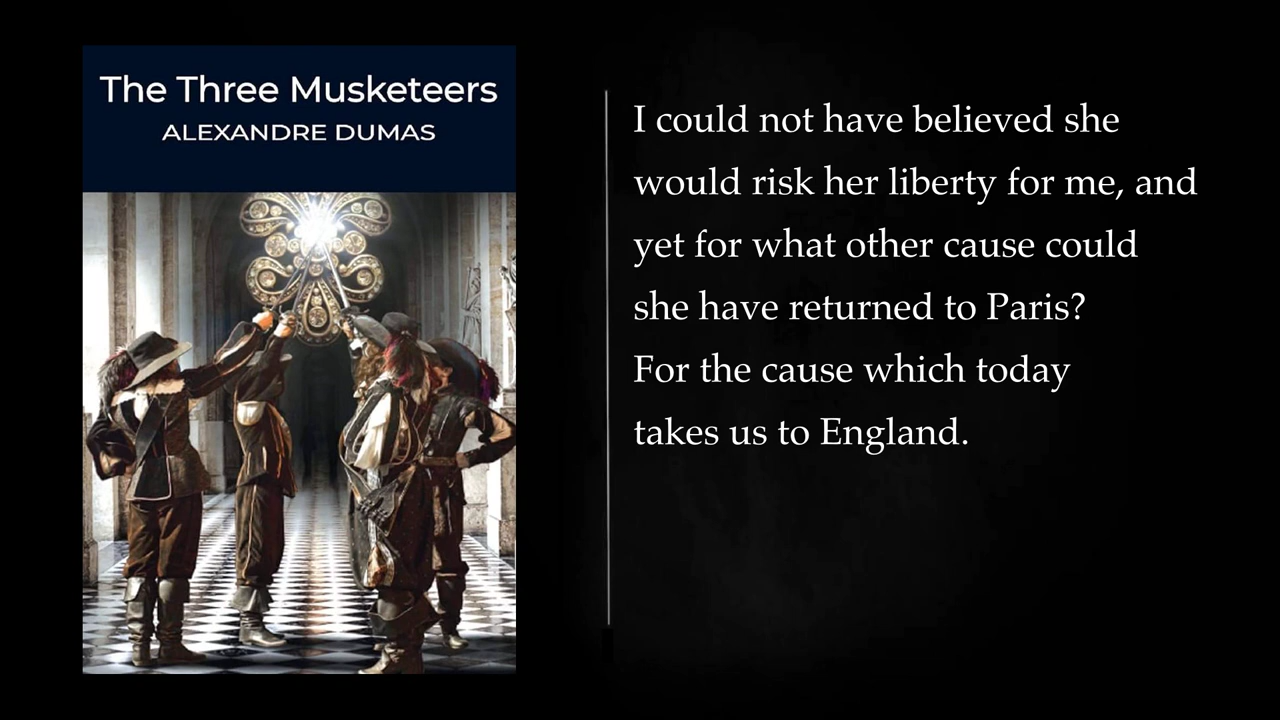 The Three Musketeers
ALEXANDRE DUMAS
I could not have believed she
would risk her liberty for me, and
yet for what other cause could
she have returned to Paris?
For the cause which today
takes us to England.